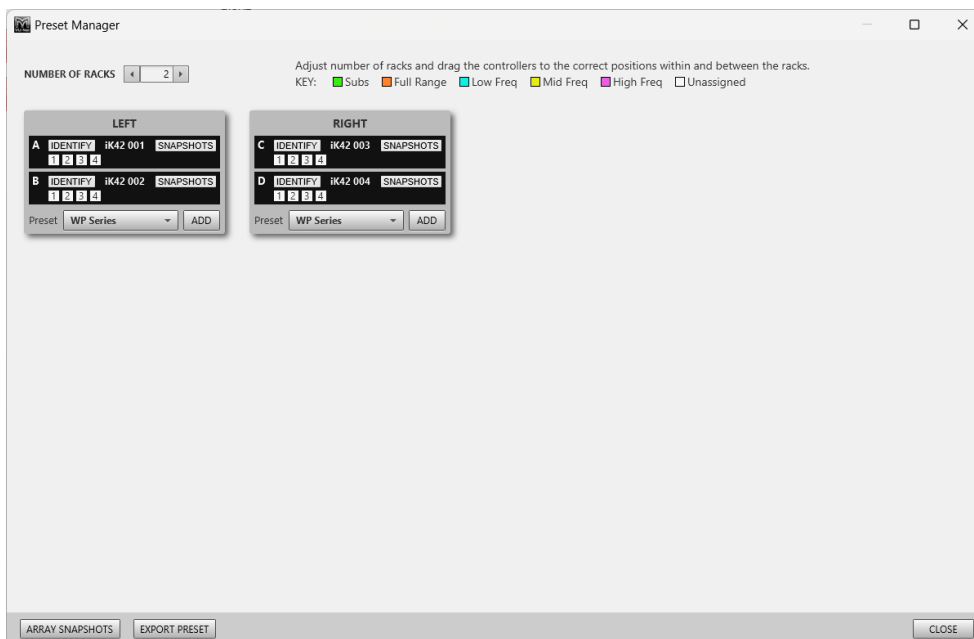 Preset Manager
NUMBER OF RACKS 2
Adjust number of racks and drag the controllers to the correct positions within and between the racks.
KEY: Subs Full Range Low Freq Mid Freq High Freq Unassigned
LEFT
A IDENTIFY iK42 001 SNAPSHOTS
1 2 3 4
B IDENTIFY iK42 002 SNAPSHOTS
1 2 3 4
Preset WP Series ADD
RIGHT
C IDENTIFY iK42 003 SNAPSHOTS
1 2 3 4
D IDENTIFY iK42 004 SNAPSHOTS
1 2 3 4
Preset WP Series ADD
ARRAY SNAPSHOTS EXPORT PRESET CLOSE